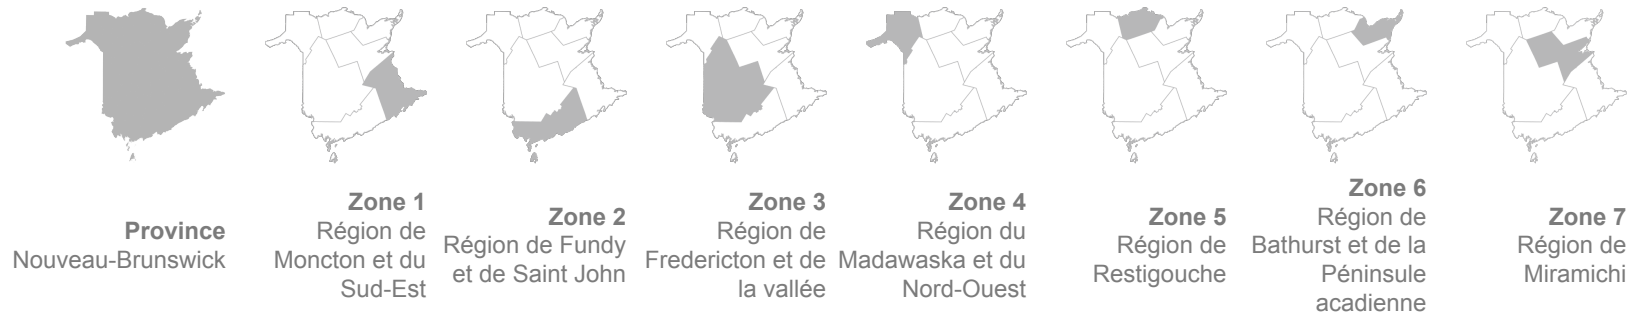 Province
Nouveau-Brunswick
Zone 1
Région de
Moncton et du
Sud-Est
Zone 2
Région de Fundy
et de Saint John
Zone 3
Région de
Fredericton et de
la vallée
Zone 4
Région du
Madawaska et du
Nord-Ouest
Zone 5
Région de
Restigouche
Zone 6
Région de
Bathurst et de la
Péninsule
acadienne
Zone 7
Région de
Miramichi